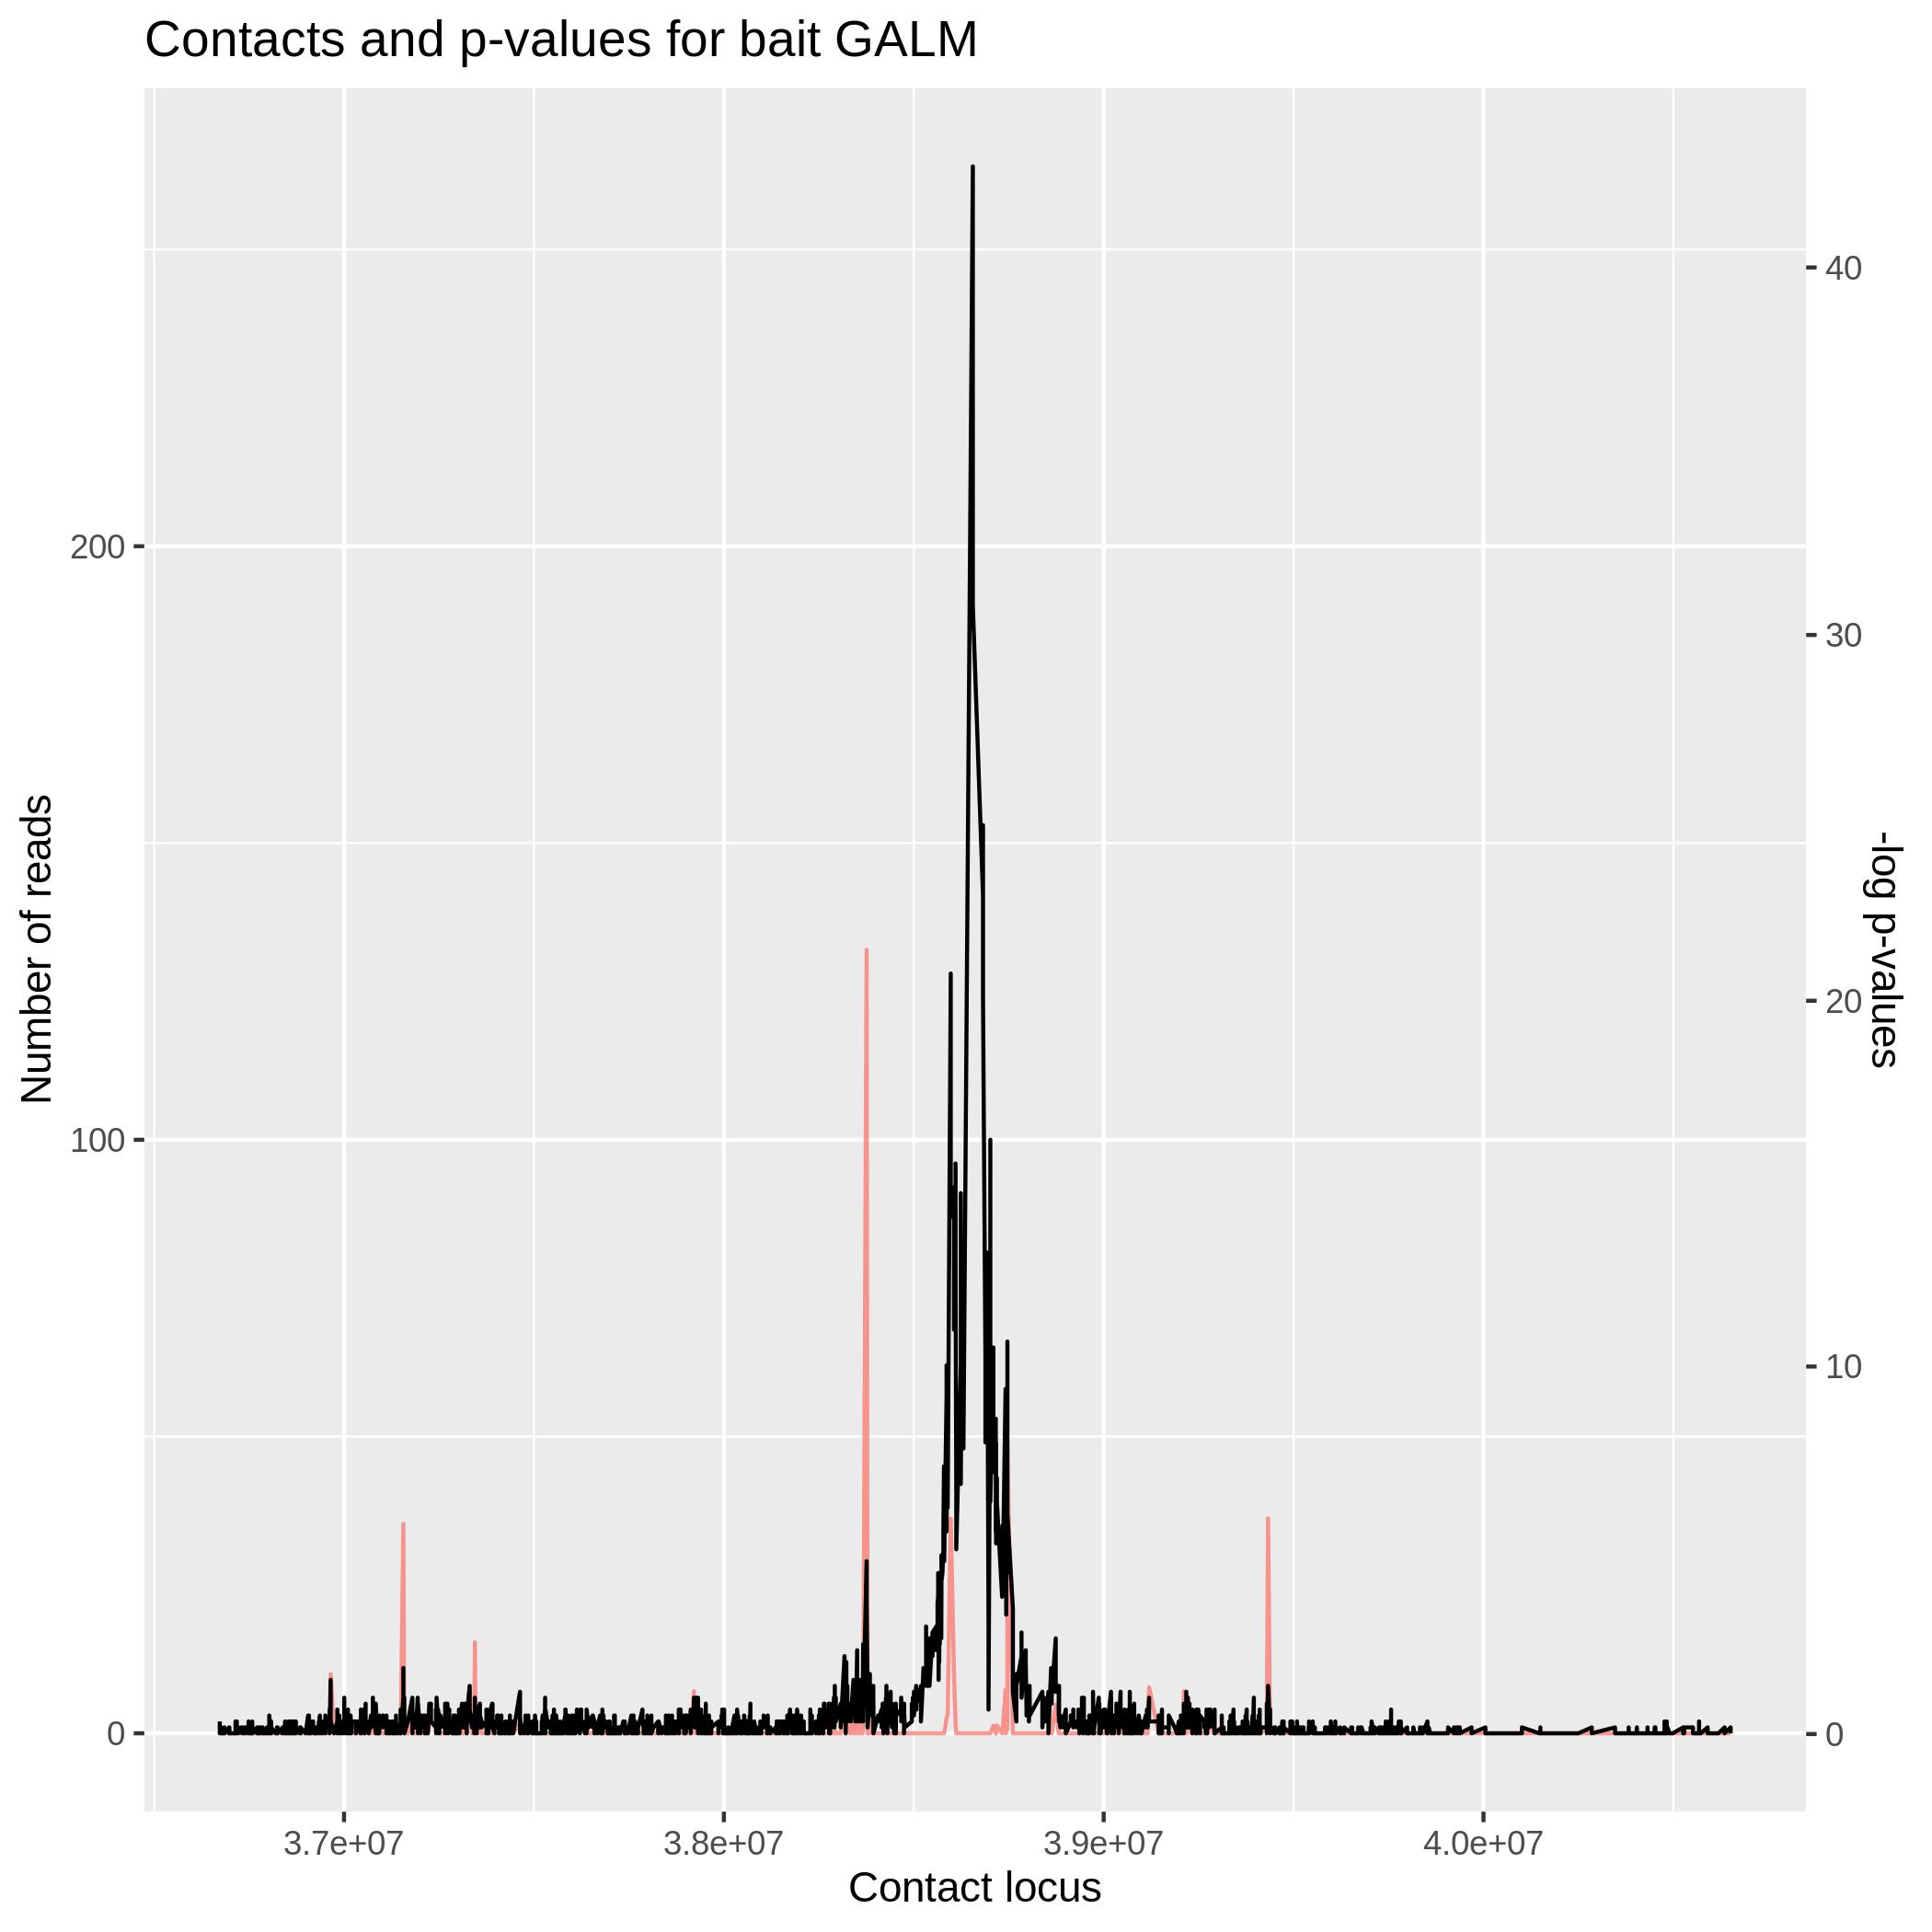 Contacts and p-values for bait GALM
Number of reads
200
100
0
40
30
20
10
0
-log p-values
3.7e+07
3.8e+07
3.9e+07
4.0e+07
Contact locus